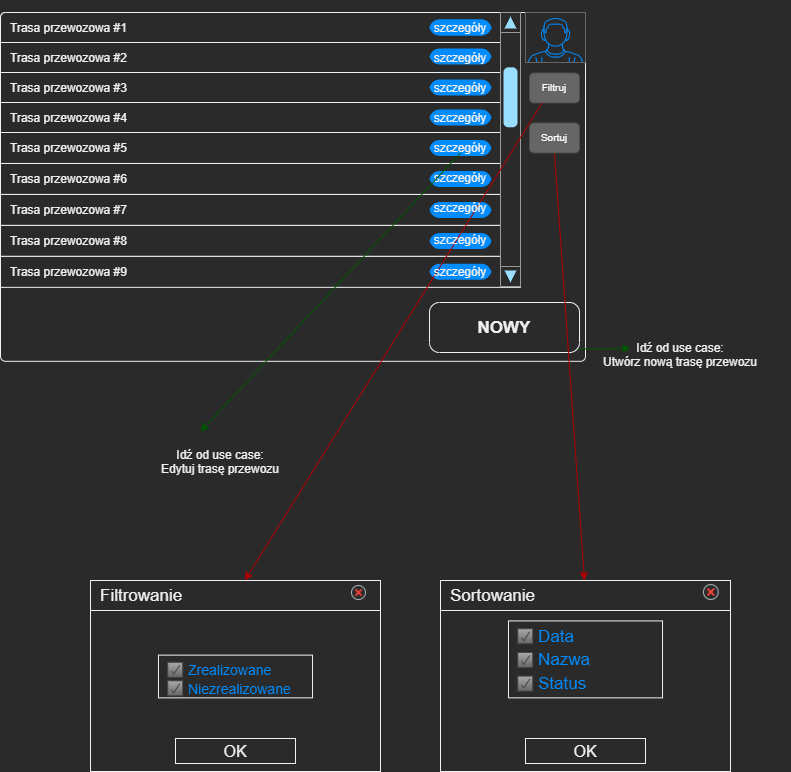 Trasa przewozowa #1 szczegóły
Trasa przewozowa #2 szczegóły
Trasa przewozowa #3 szczegóły
Trasa przewozowa #4 szczegóły
Trasa przewozowa #5 szczegóły
Trasa przewozowa #6 szczegóły
Trasa przewozowa #7 szczegóły
Trasa przewozowa #8 szczegóły
Trasa przewozowa #9 szczegóły
Filtruj
Sortuj
NOWY
Idź od use case:
Utwórz nową trasę przewozu
Idź od use case:
Edytuj trasę przewozu
Filtrowanie
Zrealizowane
Niezrealizowane
OK
Sortowanie
Data
Nazwa
Status
OK